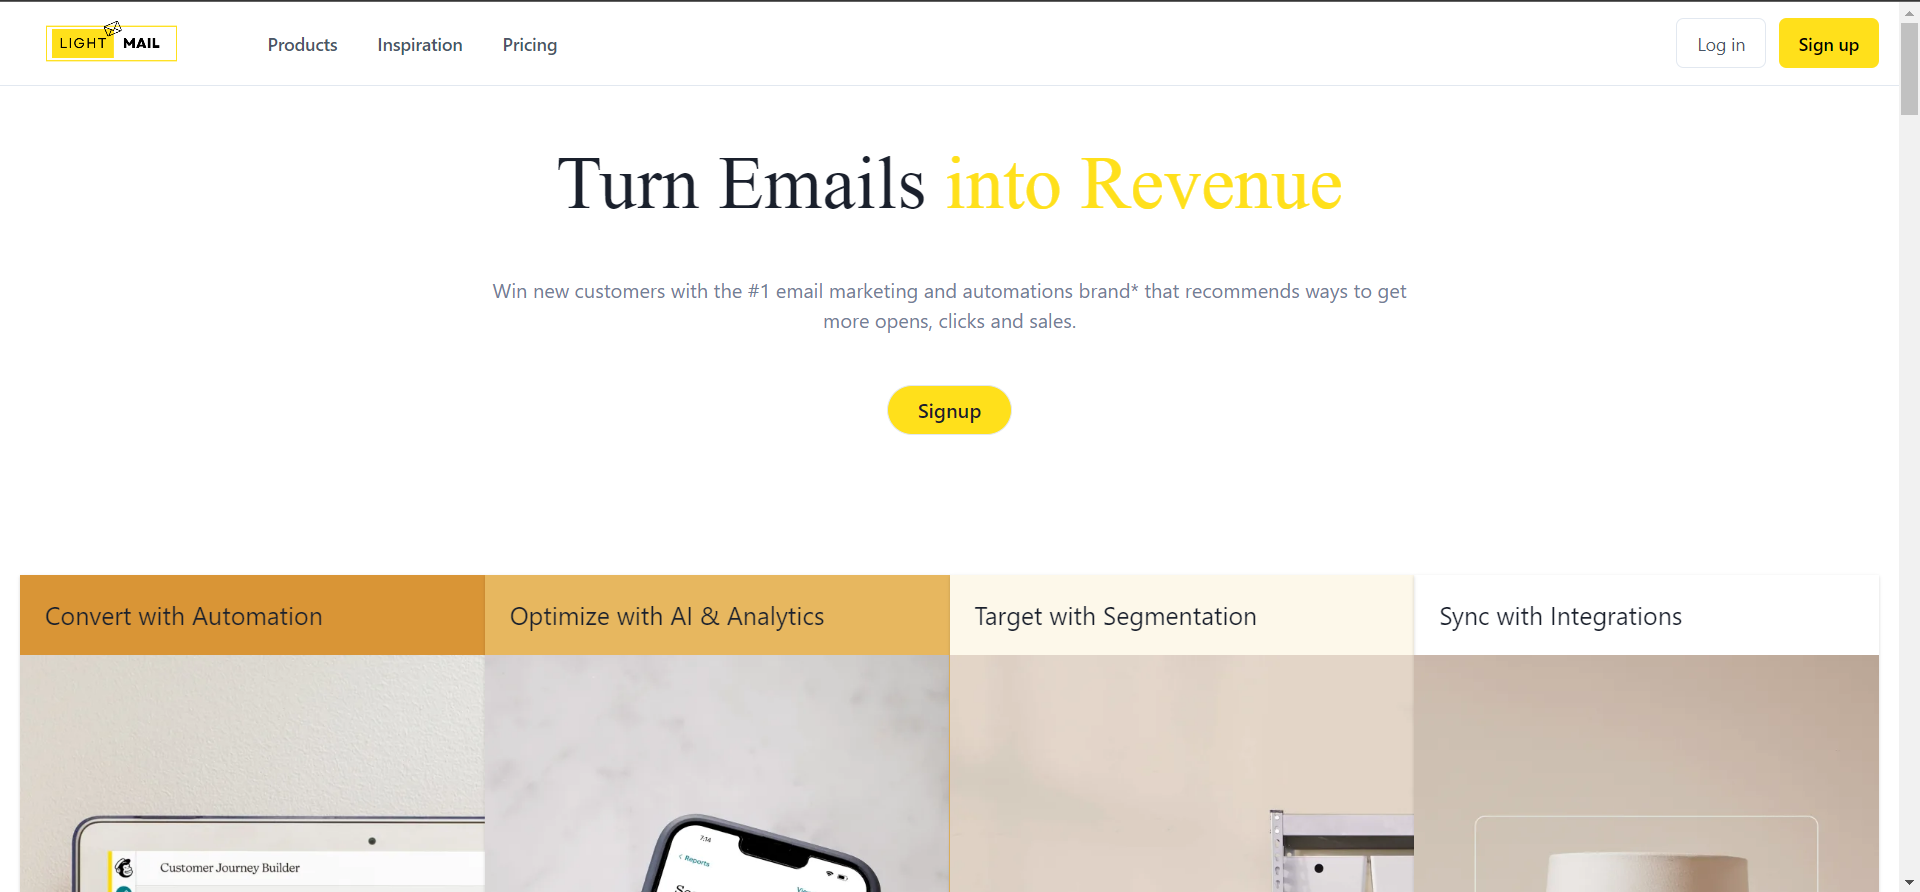 LIGHT MAIL
Products
Inspiration
Pricing
Log in
Sign up
Turn Emails into Revenue
Win new customers with the #1 email marketing and automations brand* that recommends ways to get
more opens, clicks and sales.
Signup
Convert with Automation
Optimize with AI & Analytics
Target with Segmentation
Sync with Integrations
Customer Journey Builder
7:14
< Reports